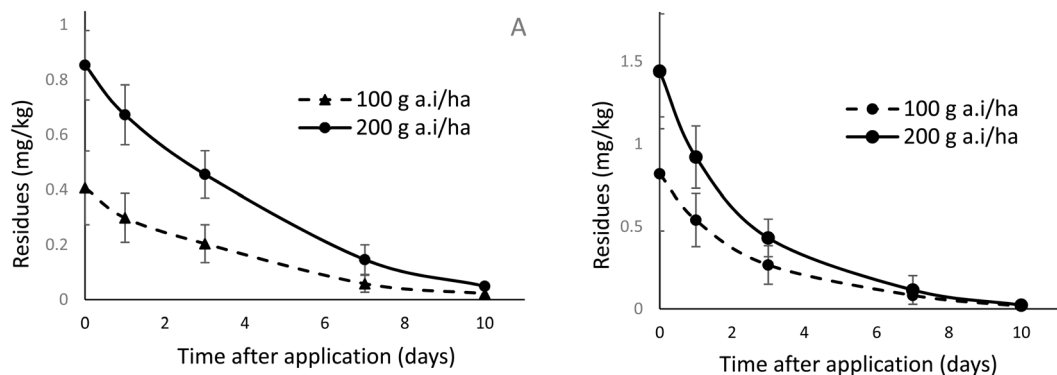 A
1
0.8
0.6
0.4
0.2
0
Residues (mg/kg)
100 g a.i/ha
200 g a.i/ha
0 2 4 6 8 10
Time after application (days)
1.5
1
0.5
0
Residues (mg/kg)
100 g a.i/ha
200 g a.i/ha
0 2 4 6 8 10
Time after application (days)